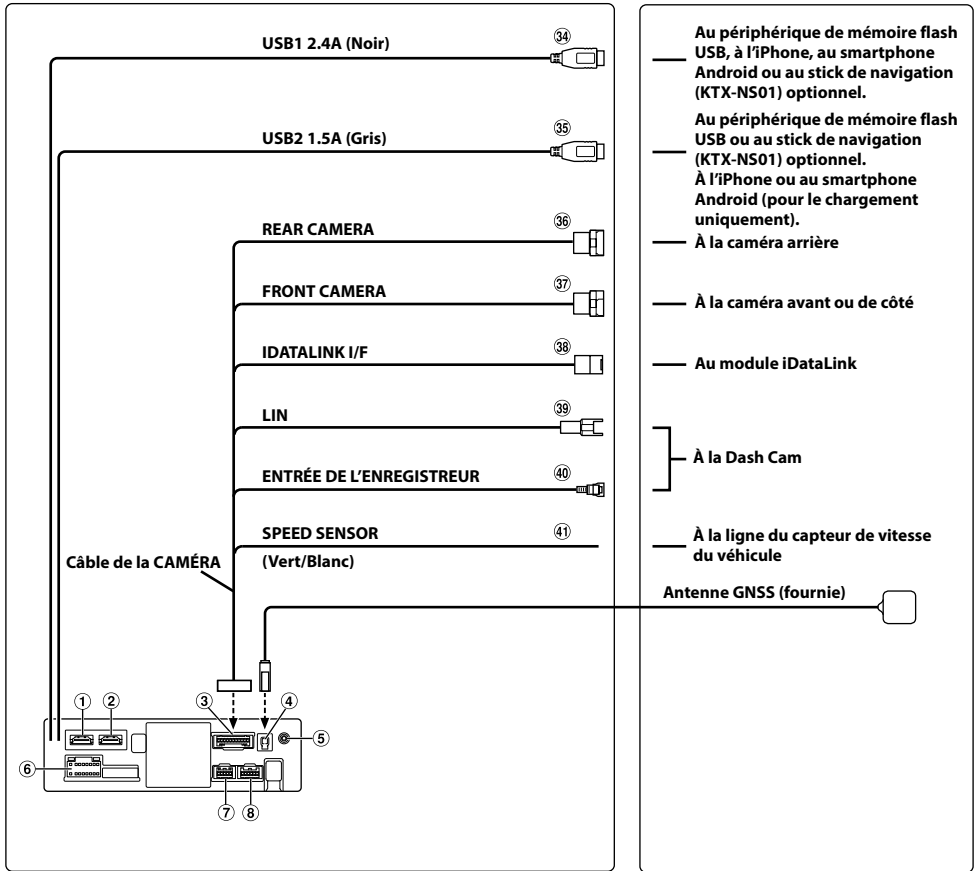 USB1 2.4A (Noir)
㉞
Au périphérique de mémoire flash
USB, à l’iPhone, au smartphone
Android ou au stick de navigation
(KTX-NS01) optionnel.
USB2 1.5A (Gris)
㉟
Au périphérique de mémoire flash
USB ou au stick de navigation
(KTX-NS01) optionnel.
À l’iPhone ou au smartphone
Android (pour le chargement
uniquement).
REAR CAMERA
㊱
À la caméra arrière
FRONT CAMERA
㊲
À la caméra avant ou de côté
IDATALINK I/F
㊳
Au module iDataLink
LIN
㊴
ENTRÉE DE L’ENREGISTREUR
㊵
À la Dash Cam
SPEED SENSOR
(Vert/Blanc)
㊶
À la ligne du capteur de vitesse
du véhicule
Câble de la CAMÉRA
Antenne GNSS (fournie)
①
②
③
④
⑤
⑥
⑦
⑧